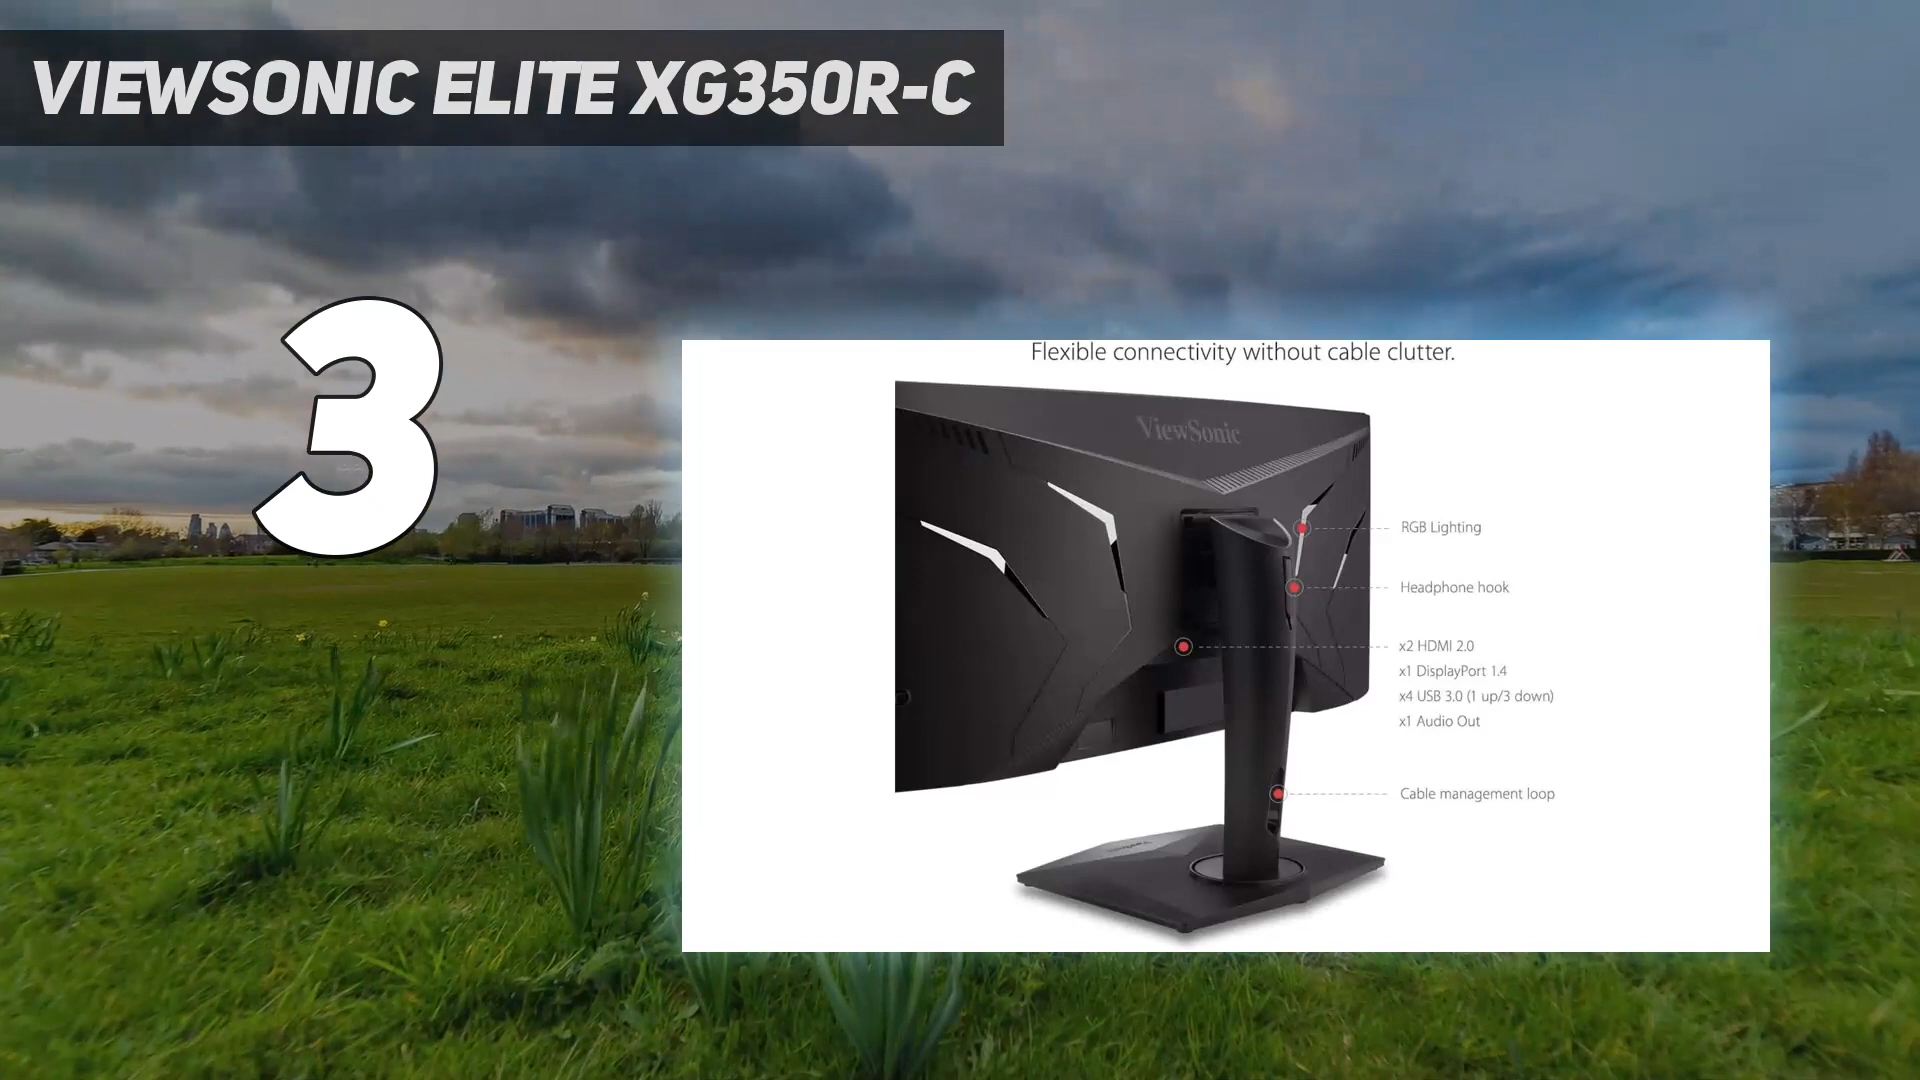 VIEWSONIC ELITE XG350R-C
3
Flexible connectivity without cable clutter.
ViewSonic
RGB Lighting
Headphone hook
x2 HDMI 2.0
x1 DisplayPort 1.4
x4 USB 3.0 (1 up/3 down)
x1 Audio Out
Cable management loop